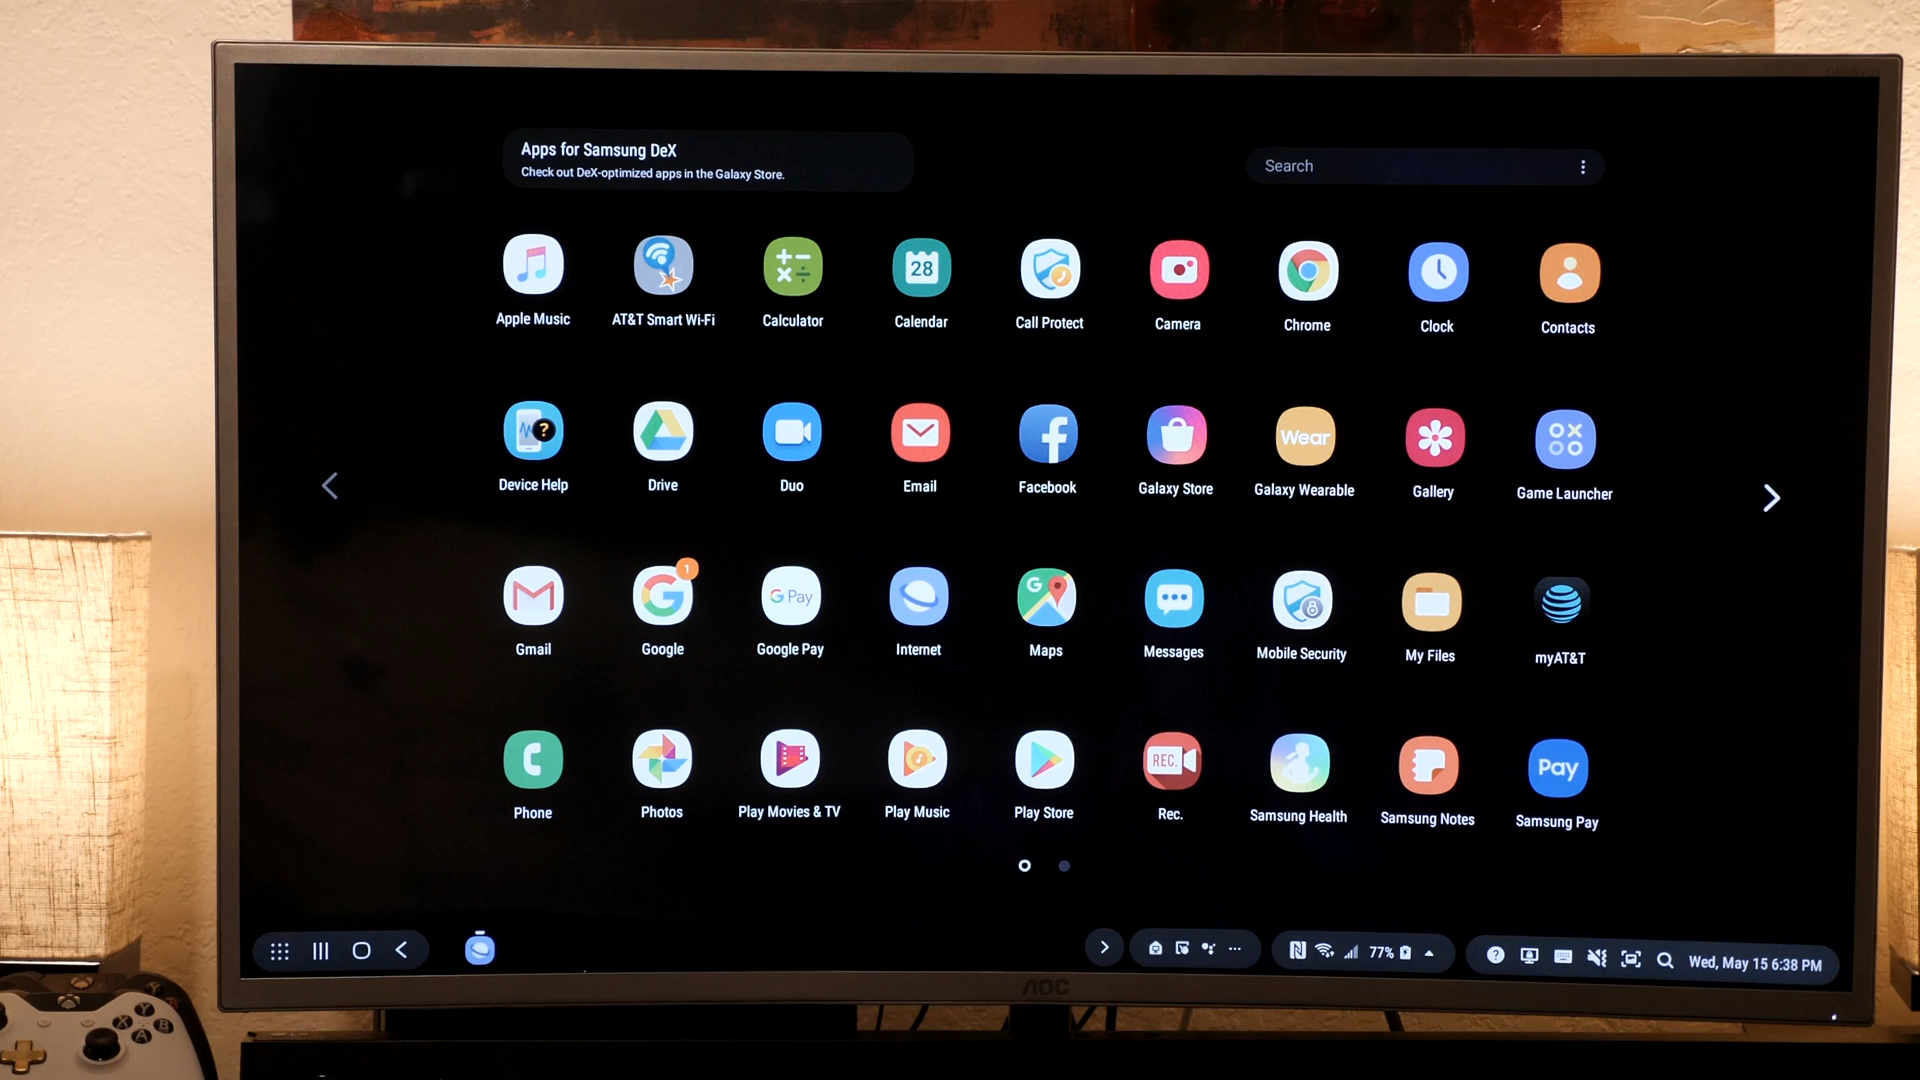 Apps for Samsung DeX
Check out DeX-optimized apps in the Galaxy Store.
Search
28
Apple Music
AT&T Smart Wi-Fi
Calculator
Calendar
Call Protect
Camera
Chrome
Clock
Contacts
?
Wear
Device Help
Drive
Duo
Email
Facebook
Galaxy Store
Galaxy Wearable
Gallery
Game Launcher
1
G Pay
G
Gmail
Google
Google Pay
Internet
Maps
Messages
Mobile Security
My Files
myAT&T
REC.
Pay
Phone
Photos
Play Movies & TV
Play Music
Play Store
Rec.
Samsung Health
Samsung Notes
Samsung Pay
77%
?
Wed, May 15 6:38 PM
AOC
Y
X
B
A